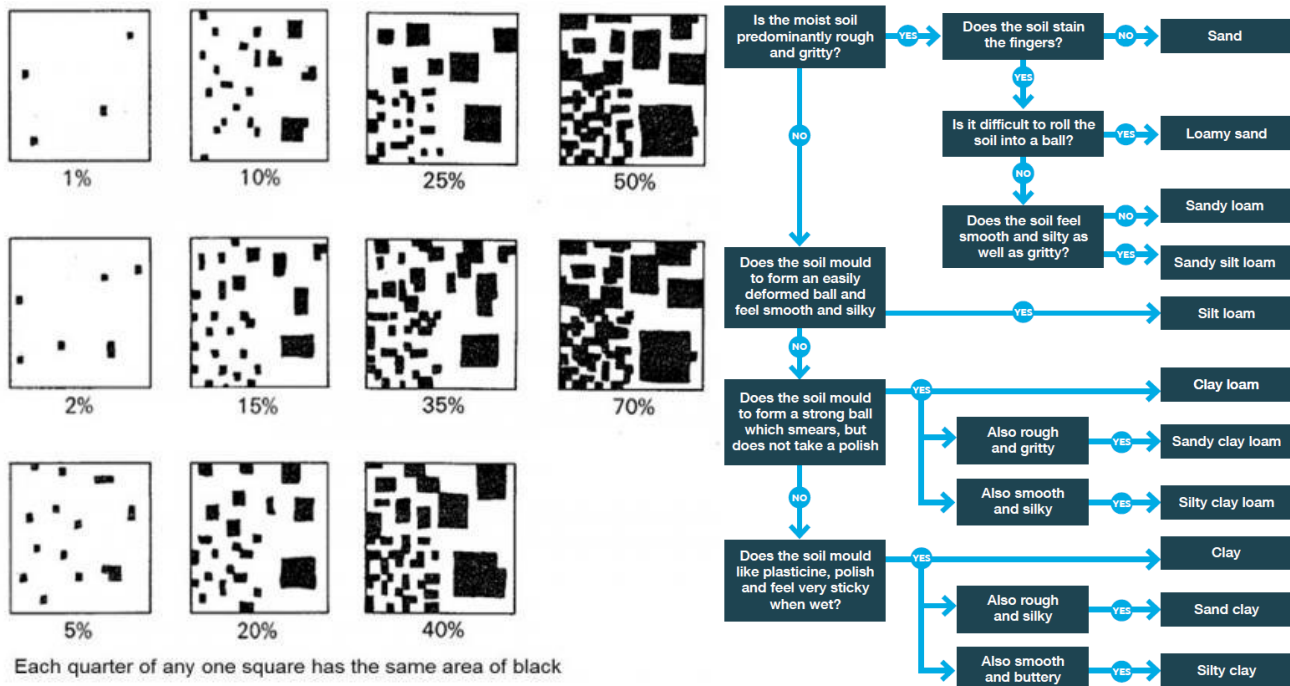 1%
10%
25%
50%
2%
15%
35%
70%
5%
20%
40%
Each quarter of any one square has the same area of black
Is the moist soil
predominantly rough
and gritty?
YES
Does the soil stain
the fingers?
NO
Sand
YES
Is it difficult to roll the
soil into a ball?
YES
Loamy sand
NO
NO
Does the soil feel
smooth and silty as
well as gritty?
NO
Sandy loam
YES
Sandy silt loam
Does the soil mould
to form an easily
deformed ball and
feel smooth and silky
YES
Silt loam
NO
Does the soil mould
to form a strong ball
which smears, but
does not take a polish
YES
Clay loam
Also rough
and gritty
YES
Sandy clay loam
Also smooth
and silky
YES
Silty clay loam
NO
Does the soil mould
like plasticine, polish
and feel very sticky
when wet?
YES
Clay
Also rough
and silky
YES
Sand clay
Also smooth
and buttery
YES
Silty clay